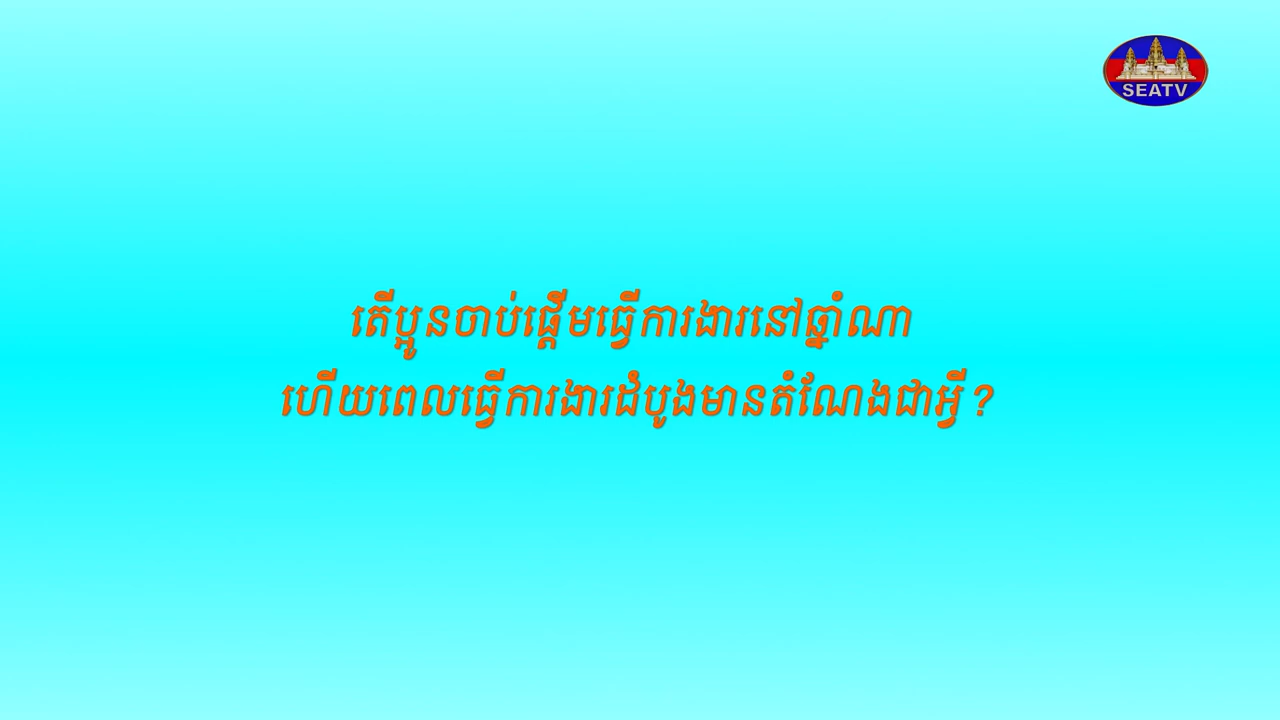 SEATV
តើប្អូនចាប់ផ្តើមធ្វើការងារនៅឆ្នាំណា
ហើយពេលធ្វើការងារដំបូងមានតំណែងជាអ្វី?